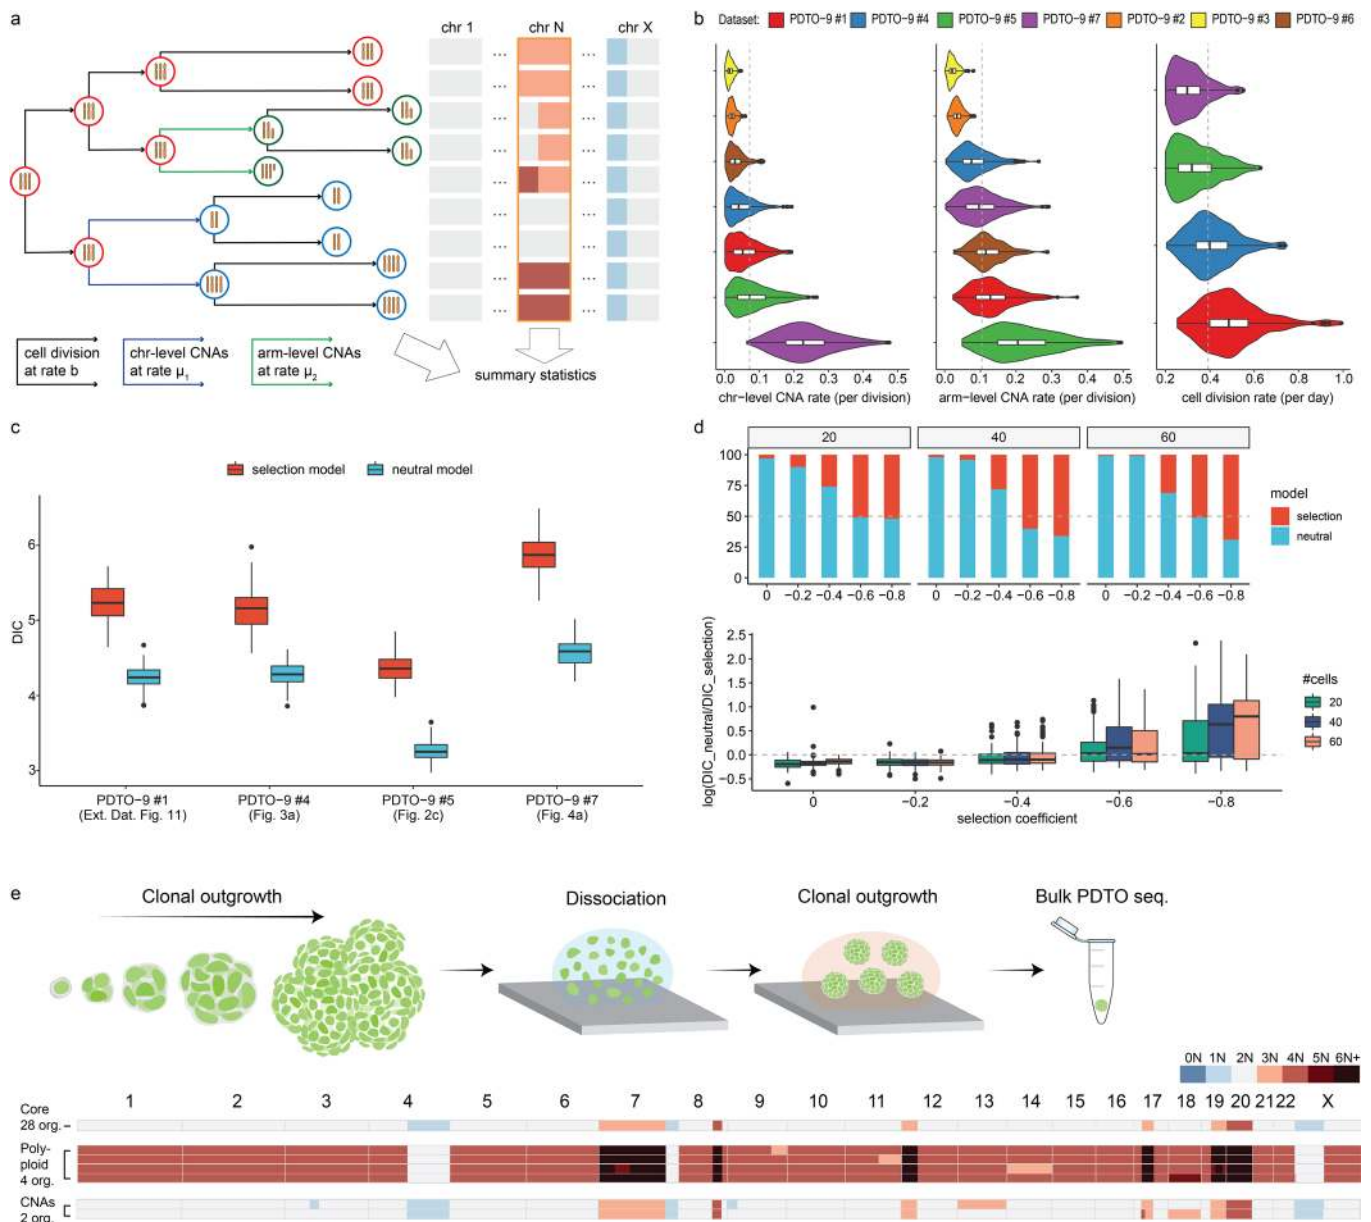 a
chr 1 chr N chr X
... ...
... ...
... ...
... ...
... ...
... ...
... ...
... ...
... ...
cell division
at rate b
chr-level CNAs
at rate μ1
arm-level CNAs
at rate μ2
summary statistics
b
Dataset: PDTO-9 #1 PDTO-9 #4 PDTO-9 #5 PDTO-9 #7 PDTO-9 #2 PDTO-9 #3 PDTO-9 #6
0.0 0.1 0.2 0.3 0.4 0.5
chr-level CNA rate (per division)
0.0 0.1 0.2 0.3 0.4 0.5
arm-level CNA rate (per division)
0.2 0.4 0.6 0.8 1.0
cell division rate (per day)
c
selection model neutral model
DIC
6
5
4
3
PDTO-9 #1
(Ext. Dat. Fig. 11)
PDTO-9 #4
(Fig. 3a)
PDTO-9 #5
(Fig. 2c)
PDTO-9 #7
(Fig. 4a)
d
20 40 60
100
75
50
25
0
0 −0.2 −0.4 −0.6 −0.8
0 −0.2 −0.4 −0.6 −0.8
0 −0.2 −0.4 −0.6 −0.8
model
selection
neutral
log(DIC_neutral/DIC_selection)
2.5
2.0
1.5
1.0
0.5
0.0
−0.5
0 −0.2 −0.4 −0.6 −0.8
selection coefficient
#cells
20
40
60
e
Clonal outgrowth
Dissociation
Clonal outgrowth
Bulk PDTO seq.
0N 1N 2N 3N 4N 5N 6N+
1 2 3 4 5 6 7 8 9 10 11 12 13 14 15 16 17 18 19 20 21 22 X
Core
28 org.
Poly-
ploid
4 org.
CNAs
2 org.